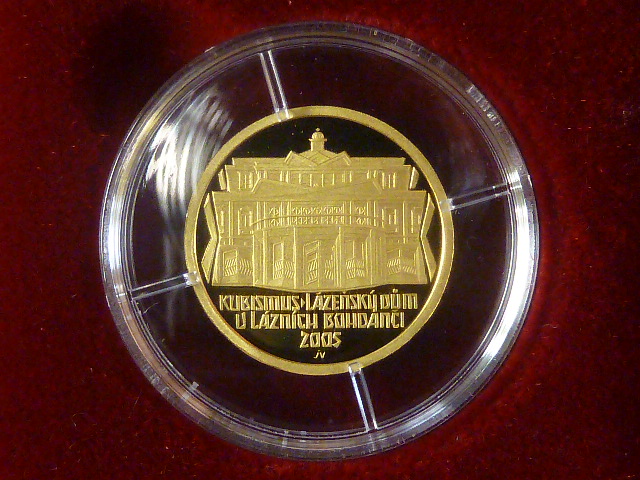 KUBISMUS·LÁZEŇSKÝ DŮM
V LÁZNÍCH BOHDANČI
2005
JV